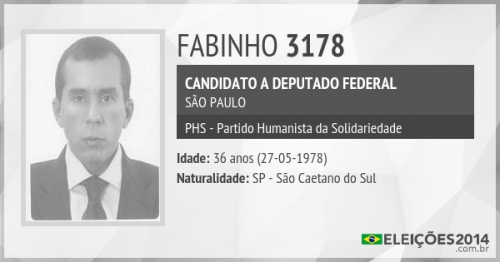 FABINHO 3178
CANDIDATO A DEPUTADO FEDERAL
SÃO PAULO
PHS - Partido Humanista da Solidariedade
Idade: 36 anos (27-05-1978)
Naturalidade: SP - São Caetano do Sul
ELEIÇÕES2014
.com.br